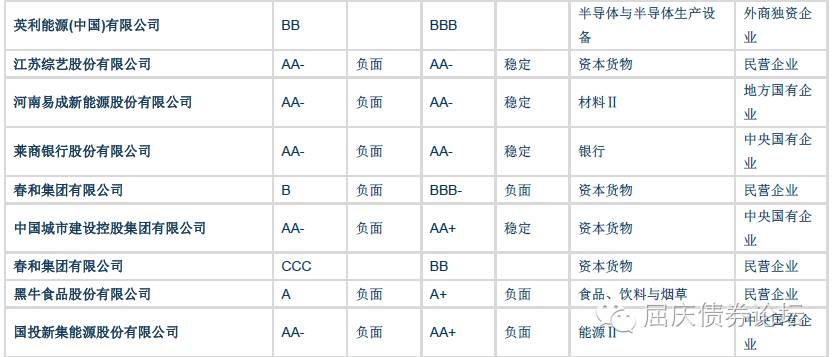 英利能源(中国)有限公司 BB BBB 半导体与半导体生产设备 外商独资企业
江苏综艺股份有限公司 AA- 负面 AA- 稳定 资本货物 民营企业
河南易成新能源股份有限公司 AA- 负面 AA- 稳定 材料Ⅱ 地方国有企业
莱商银行股份有限公司 AA- 负面 AA- 稳定 银行 中央国有企业
春和集团有限公司 B 负面 BBB- 负面 资本货物 民营企业
中国城市建设控股集团有限公司 AA- 负面 AA+ 稳定 资本货物 中央国有企业
春和集团有限公司 CCC BB 资本货物 民营企业
黑牛食品股份有限公司 A 负面 A+ 负面 食品、饮料与烟草 民营企业
国投新集能源股份有限公司 AA- 负面 AA+ 负面 能源Ⅱ 中央国有企业
屈庆债券论坛